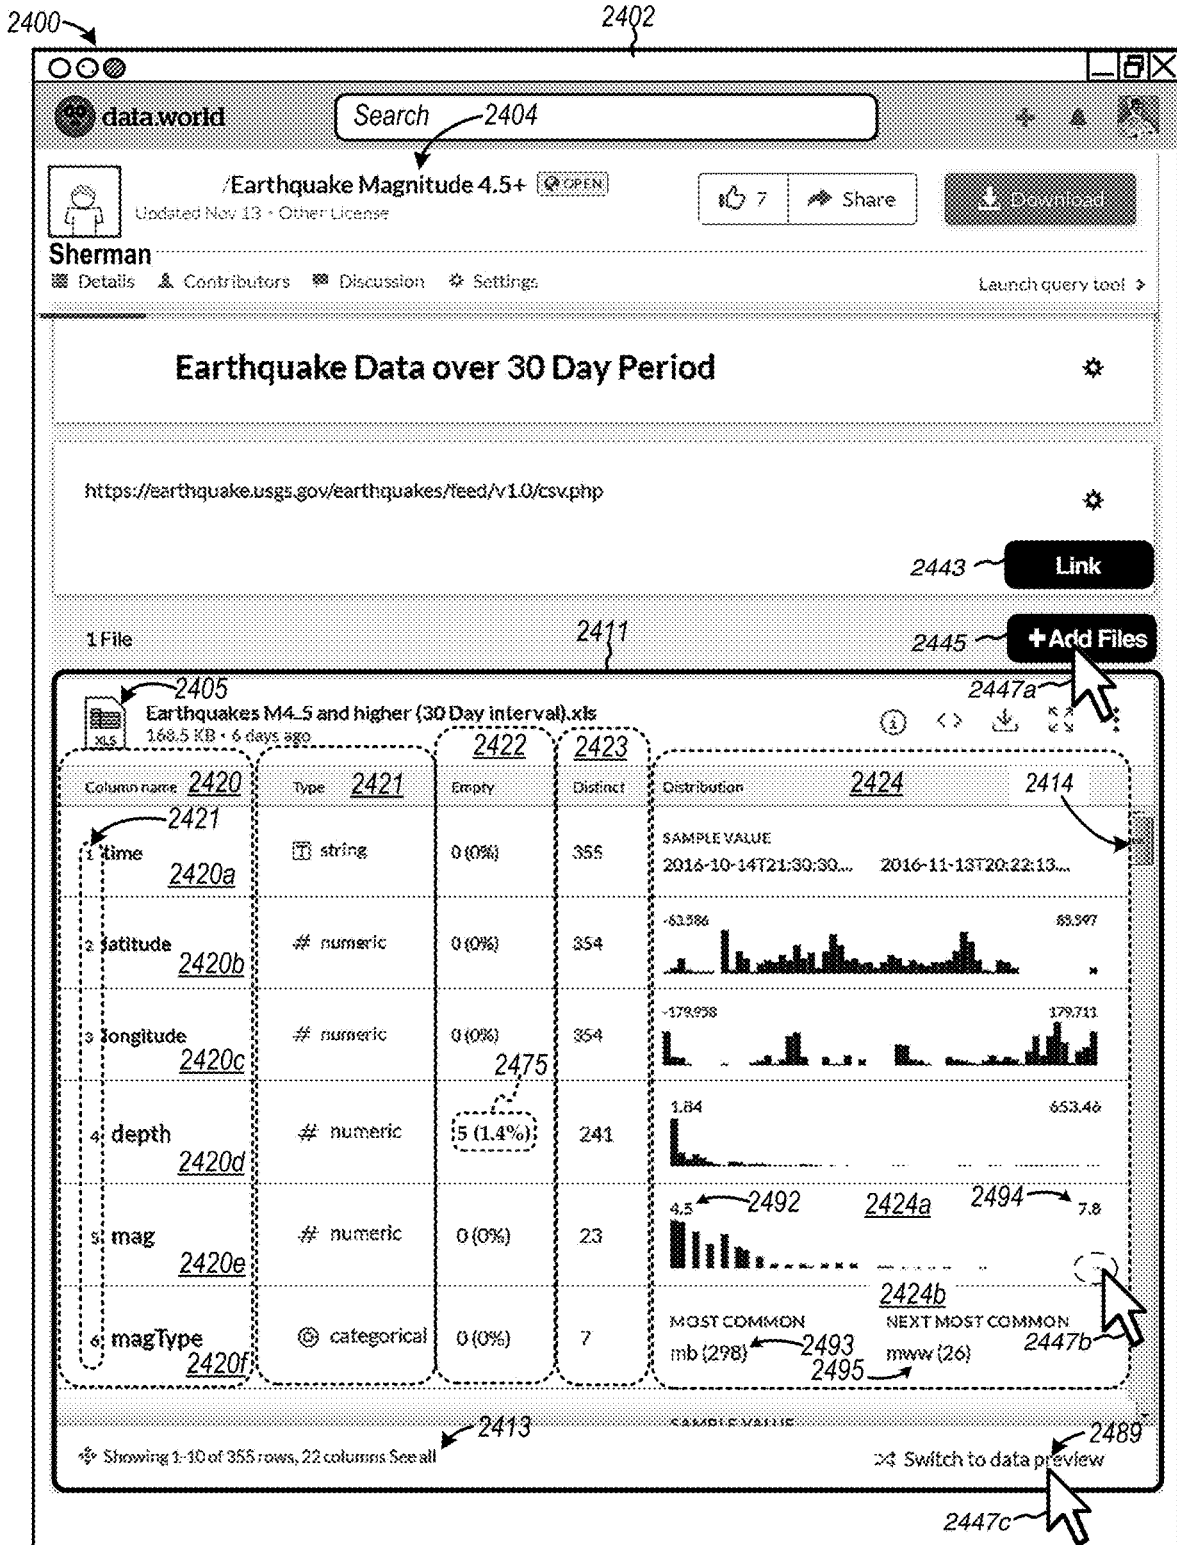 2400
2402
data.world
Search
2404
/Earthquake Magnitude 4.5+ OPEN
Updated Nov 13 • Other License
7
Share
Download
Sherman
Details Contributors Discussion Settings
Launch query tool >
Earthquake Data over 30 Day Period
https://earthquake.usgs.gov/earthquakes/feed/v1.0/csv.php
2443
Link
1 File
2411
2445
+Add Files
2447a
2405
XLS
Earthquakes M4.5 and higher (30 Day interval).xls
168.5 KB • 6 days ago
2422 2423
Column name 2420 Type 2421 Empty Distinct Distribution 2424 2414
2421
1 time 2420a string 0 (0%) 355 SAMPLE VALUE
2016-10-14T21:30:30... 2016-11-13T20:22:13...
2 latitude 2420b # numeric 0 (0%) 354 -63.586 85.597
3 longitude 2420c # numeric 0 (0%) 354 -179.958 179.711
2475
4 depth 2420d # numeric 5 (1.4%) 241 1.84 653.46
5 mag 2420e # numeric 0 (0%) 23 4.5 2492 2424a 2494 7.8
2424b
6 magType 2420f categorical 0 (0%) 7 MOST COMMON NEXT MOST COMMON
2447b
mb (298) 2493 mww (26)
2495
SAMPLE VALUE
2413
2489
Showing 1-10 of 355 rows, 22 columns See all
Switch to data preview
2447c